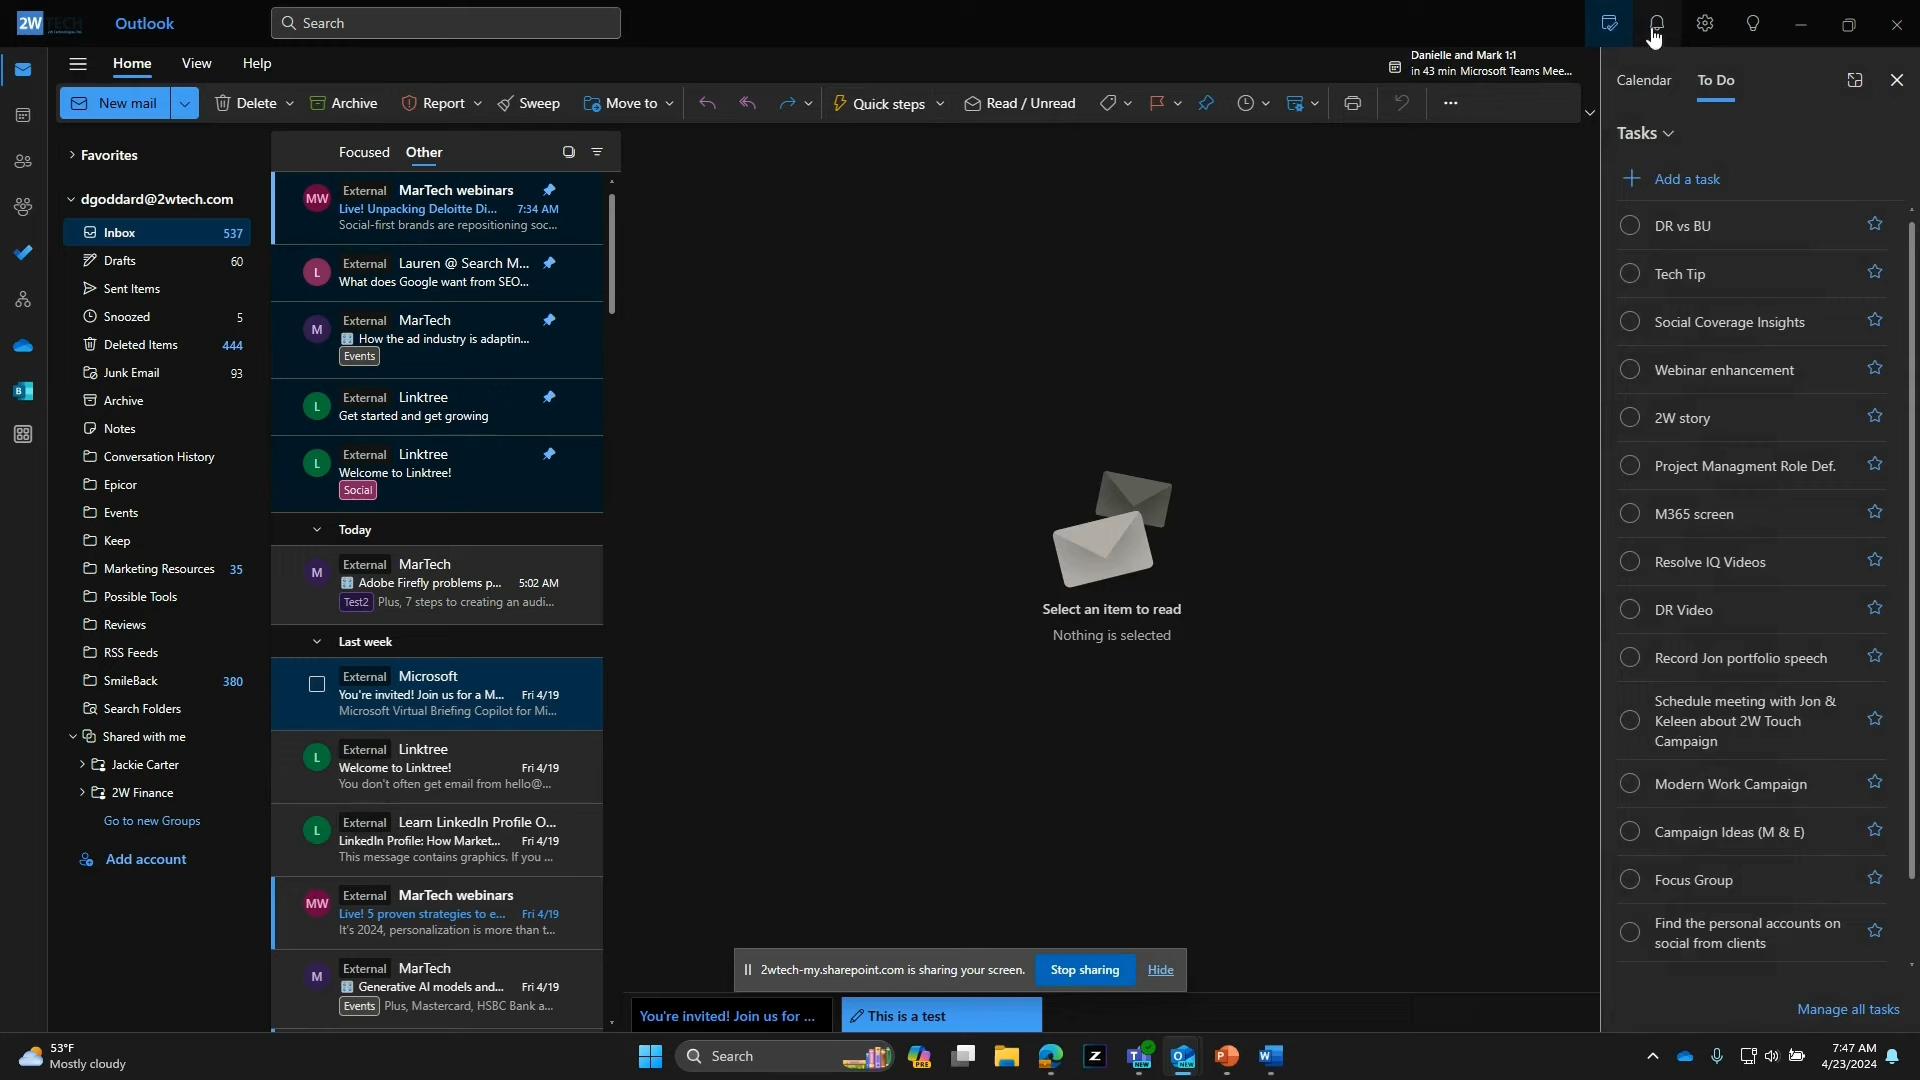 2W TECH
Outlook
Search
Home
View
Help
Danielle and Mark 1:1
in 43 min Microsoft Teams Mee...
New mail
Delete
Archive
Report
Sweep
Move to
Quick steps
Read / Unread
Favorites
dgoddard@2wtech.com
Inbox 537
Drafts 60
Sent Items
Snoozed 5
Deleted Items 444
Junk Email 93
Archive
Notes
Conversation History
Epicor
Events
Keep
Marketing Resources 35
Possible Tools
Reviews
RSS Feeds
SmileBack 380
Search Folders
Shared with me
Jackie Carter
2W Finance
Go to new Groups
Add account
Focused
Other
MW External MarTech webinars
Live! Unpacking Deloitte Di... 7:34 AM
Social-first brands are repositioning soc...
L External Lauren @ Search M...
What does Google want from SEO...
M External MarTech
How the ad industry is adaptin...
Events
L External Linktree
Get started and get growing
L External Linktree
Welcome to Linktree!
Social
Today
M External MarTech
Adobe Firefly problems p... 5:02 AM
Test2 Plus, 7 steps to creating an audi...
Last week
External Microsoft
You're invited! Join us for a M... Fri 4/19
Microsoft Virtual Briefing Copilot for Mi...
L External Linktree
Welcome to Linktree! Fri 4/19
You don't often get email from hello@...
L External Learn LinkedIn Profile O...
LinkedIn Profile: How Market... Fri 4/19
This message contains graphics. If you ...
MW External MarTech webinars
Live! 5 proven strategies to e... Fri 4/19
It's 2024, personalization is more than t...
M External MarTech
Generative AI models and... Fri 4/19
Events Plus, Mastercard, HSBC Bank a...
Select an item to read
Nothing is selected
2wtech-my.sharepoint.com is sharing your screen.
Stop sharing
Hide
You're invited! Join us for ...
This is a test
Calendar
To Do
Tasks
Add a task
DR vs BU
Tech Tip
Social Coverage Insights
Webinar enhancement
2W story
Project Managment Role Def.
M365 screen
Resolve IQ Videos
DR Video
Record Jon portfolio speech
Schedule meeting with Jon &
Keleen about 2W Touch
Campaign
Modern Work Campaign
Campaign Ideas (M & E)
Focus Group
Find the personal accounts on
social from clients
Manage all tasks
53°F
Mostly cloudy
Search
7:47 AM
4/23/2024